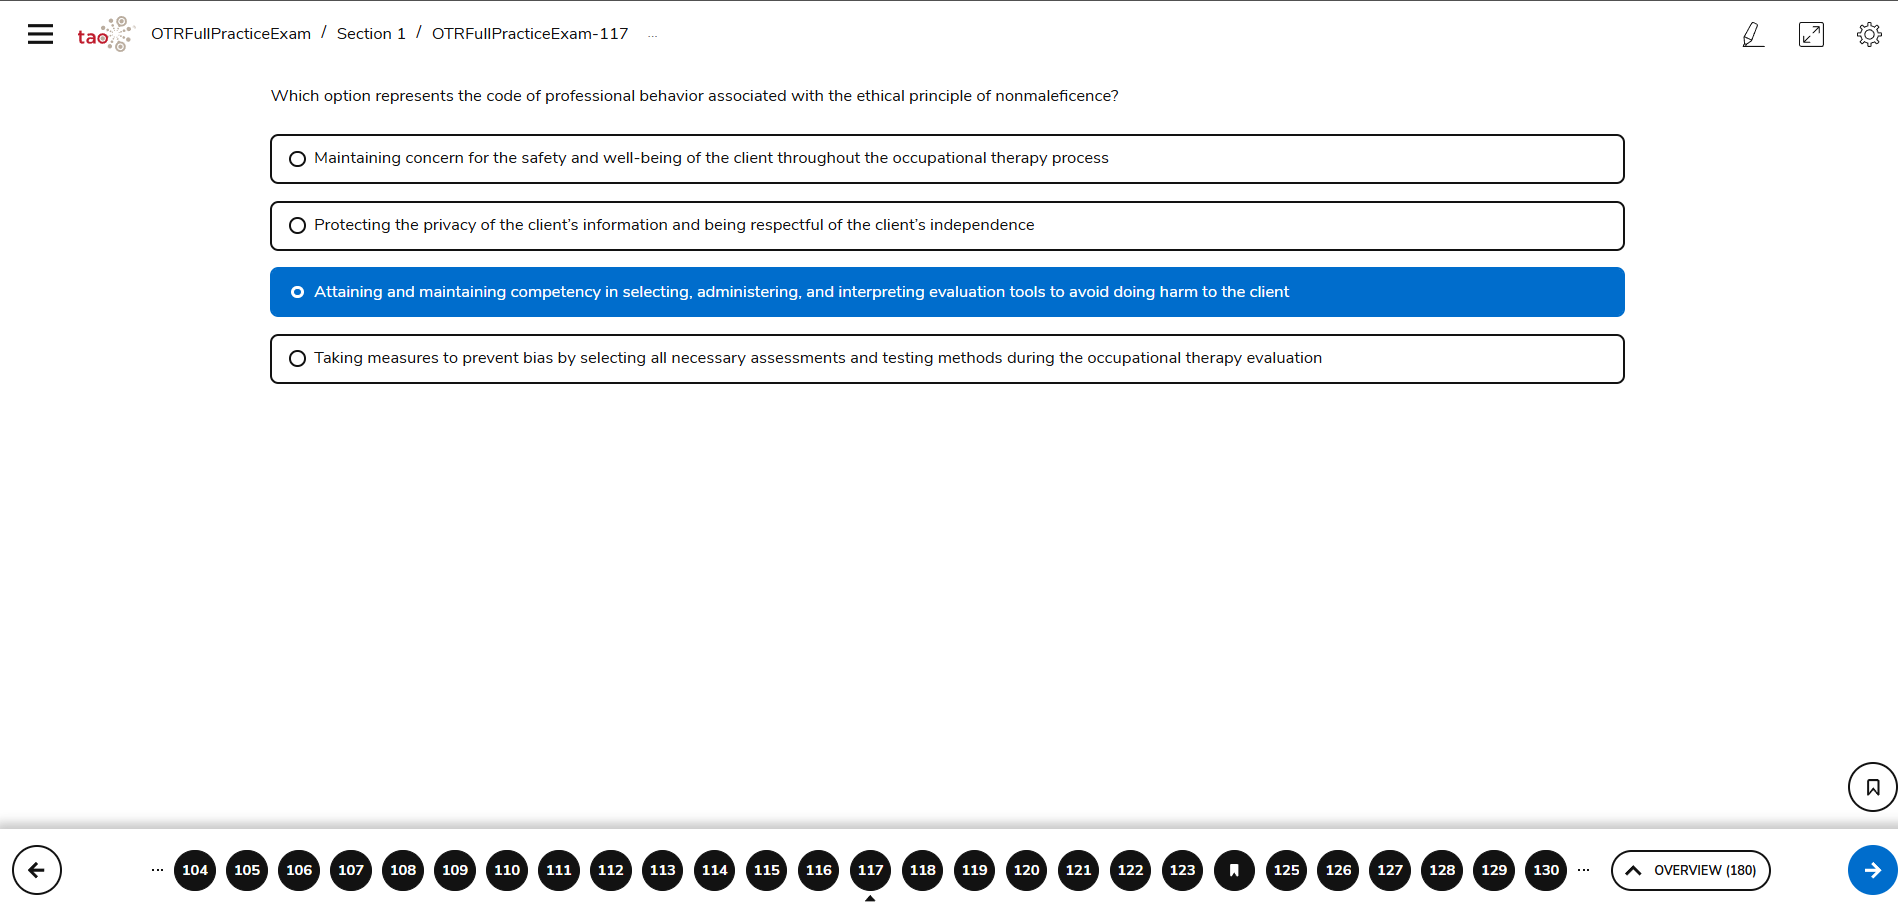 tao OTRFullPracticeExam / Section 1 / OTRFullPracticeExam-117 ...
Which option represents the code of professional behavior associated with the ethical principle of nonmaleficence?
Maintaining concern for the safety and well-being of the client throughout the occupational therapy process
Protecting the privacy of the client’s information and being respectful of the client’s independence
Attaining and maintaining competency in selecting, administering, and interpreting evaluation tools to avoid doing harm to the client
Taking measures to prevent bias by selecting all necessary assessments and testing methods during the occupational therapy evaluation
... 104 105 106 107 108 109 110 111 112 113 114 115 116 117 118 119 120 121 122 123 125 126 127 128 129 130 ... OVERVIEW (180)